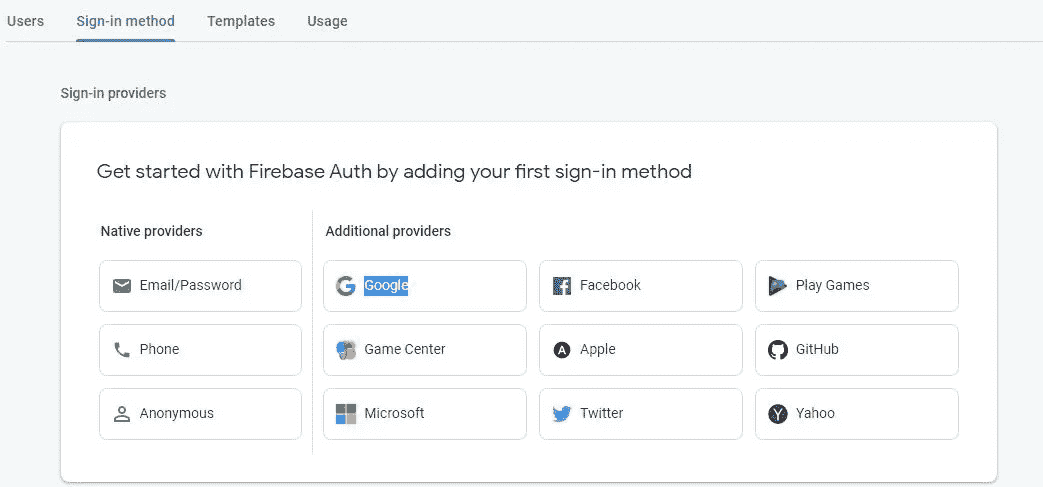 Users Sign-in method Templates Usage
Sign-in providers
Get started with Firebase Auth by adding your first sign-in method
Native providers Additional providers
Email/Password Google Facebook Play Games
Phone Game Center Apple GitHub
Anonymous Microsoft Twitter Yahoo